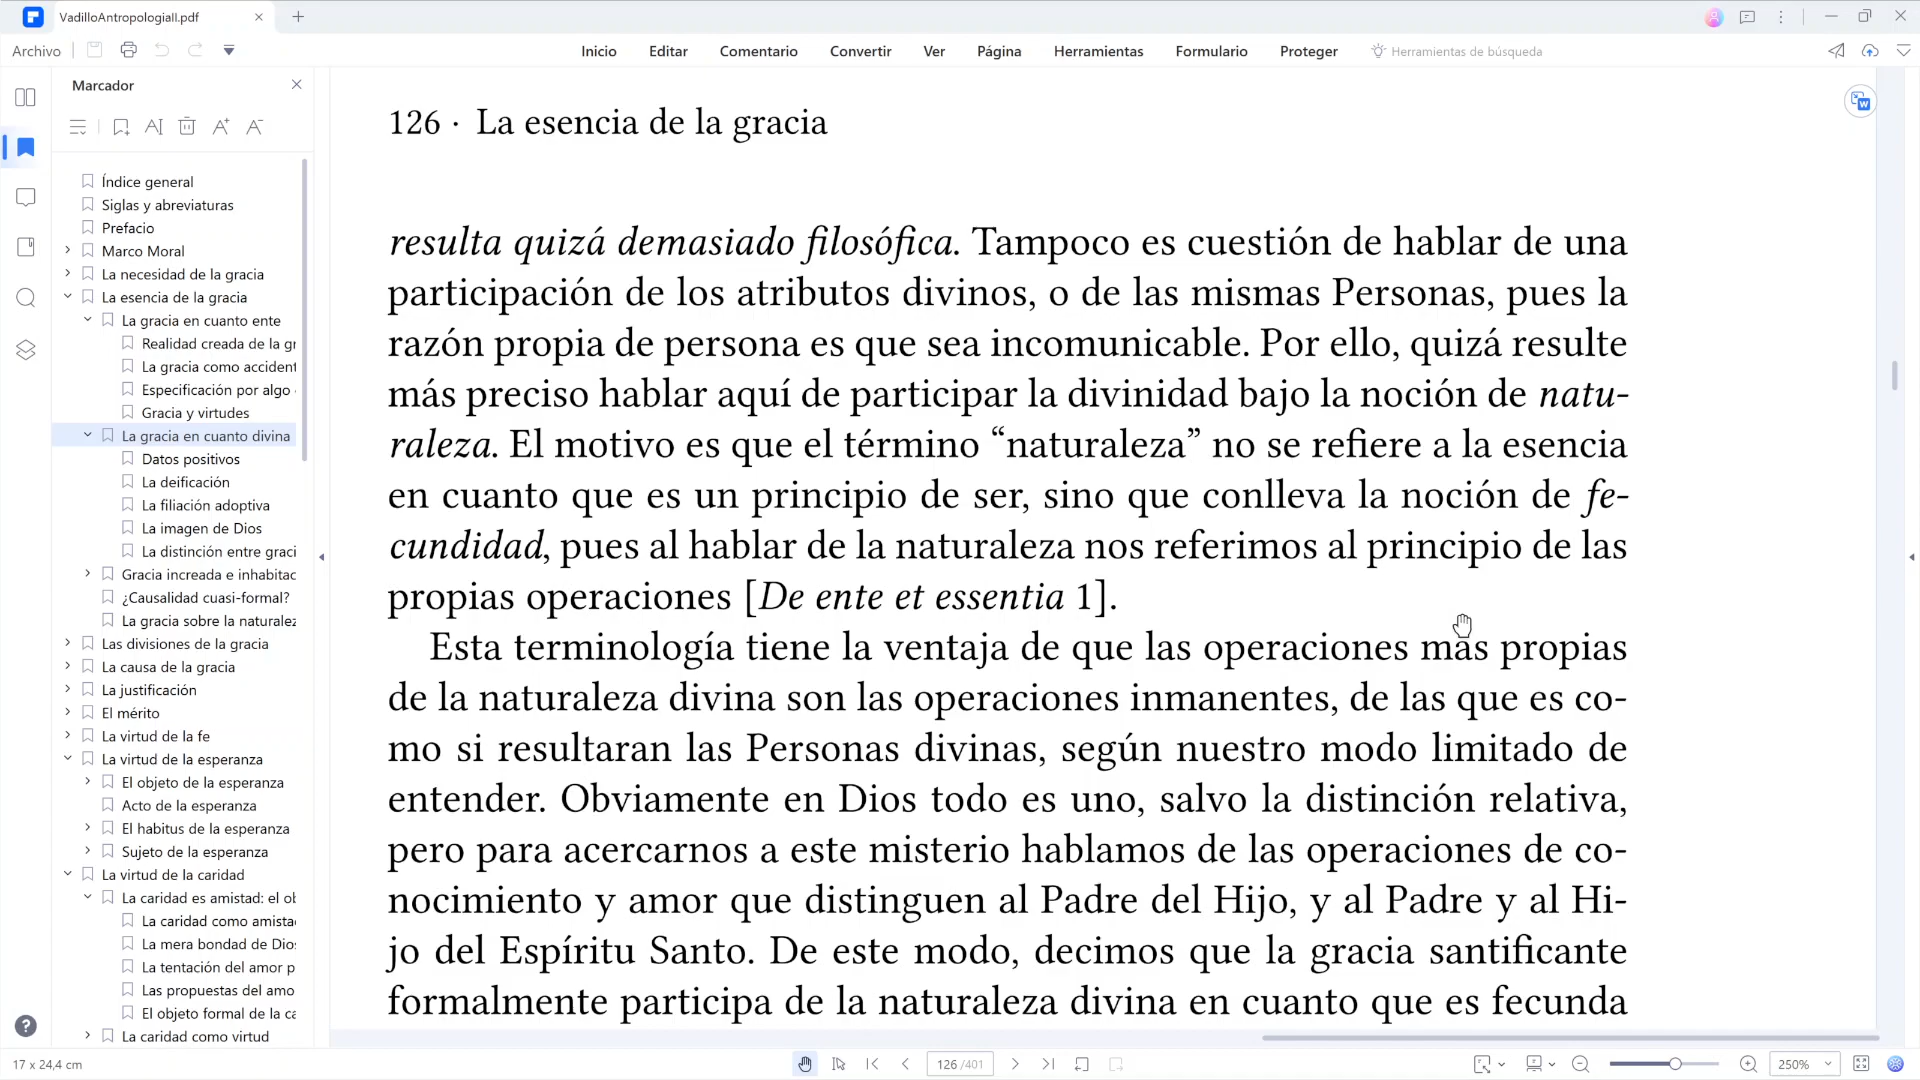 VadilloAntropologiaII.pdf
Archivo
Inicio
Editar
Comentario
Convertir
Ver
Página
Herramientas
Formulario
Proteger
Herramientas de búsqueda
Marcador
Índice general
Siglas y abreviaturas
Prefacio
Marco Moral
La necesidad de la gracia
La esencia de la gracia
La gracia en cuanto ente
Realidad creada de la gr
La gracia como accident
Especificación por algo
Gracia y virtudes
La gracia en cuanto divina
Datos positivos
La deificación
La filiación adoptiva
La imagen de Dios
La distinción entre graci
Gracia increada e inhabitac
¿Causalidad cuasi-formal?
La gracia sobre la naturalez
Las divisiones de la gracia
La causa de la gracia
La justificación
El mérito
La virtud de la fe
La virtud de la esperanza
El objeto de la esperanza
Acto de la esperanza
El habitus de la esperanza
Sujeto de la esperanza
La virtud de la caridad
La caridad es amistad: el ob
La caridad como amista
La mera bondad de Dio
La tentación del amor p
Las propuestas del amo
El objeto formal de la ca
La caridad como virtud
126 · La esencia de la gracia
resulta quizá demasiado filosófica. Tampoco es cuestión de hablar de una
participación de los atributos divinos, o de las mismas Personas, pues la
razón propia de persona es que sea incomunicable. Por ello, quizá resulte
más preciso hablar aquí de participar la divinidad bajo la noción de natu-
raleza. El motivo es que el término “naturaleza” no se refiere a la esencia
en cuanto que es un principio de ser, sino que conlleva la noción de fe-
cundidad, pues al hablar de la naturaleza nos referimos al principio de las
propias operaciones [De ente et essentia 1].
Esta terminología tiene la ventaja de que las operaciones más propias
de la naturaleza divina son las operaciones inmanentes, de las que es co-
mo si resultaran las Personas divinas, según nuestro modo limitado de
entender. Obviamente en Dios todo es uno, salvo la distinción relativa,
pero para acercarnos a este misterio hablamos de las operaciones de co-
nocimiento y amor que distinguen al Padre del Hijo, y al Padre y al Hi-
jo del Espíritu Santo. De este modo, decimos que la gracia santificante
formalmente participa de la naturaleza divina en cuanto que es fecunda
17 x 24,4 cm
126 /401
250%